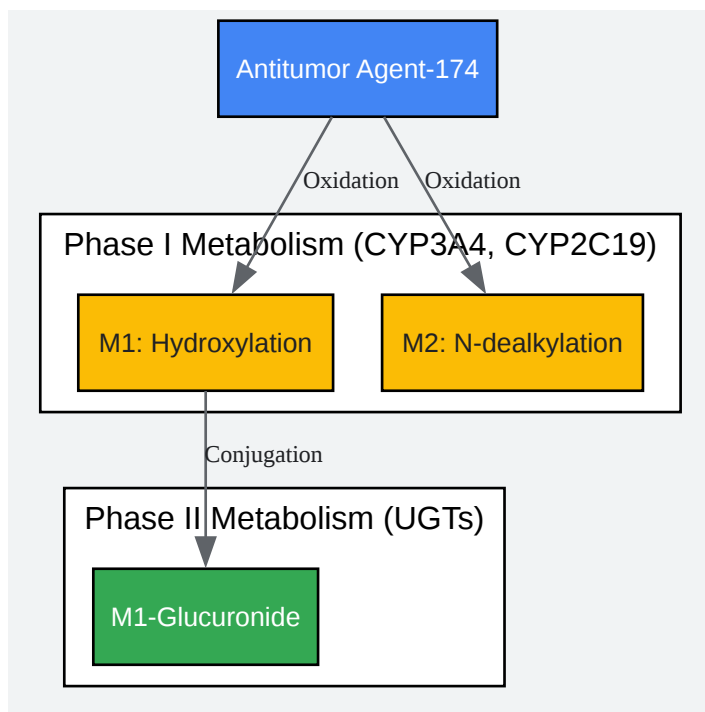 Antitumor Agent-174
Oxidation
Oxidation
Phase I Metabolism (CYP3A4, CYP2C19)
M1: Hydroxylation
M2: N-dealkylation
Conjugation
Phase II Metabolism (UGTs)
M1-Glucuronide